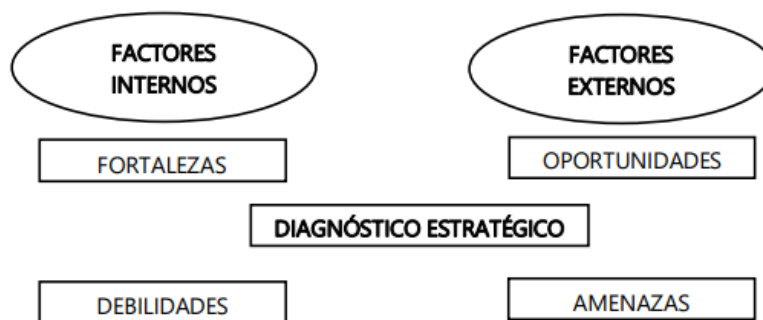 FACTORES
INTERNOS
FACTORES
EXTERNOS
FORTALEZAS
OPORTUNIDADES
DIAGNÓSTICO ESTRATÉGICO
DEBILIDADES
AMENAZAS